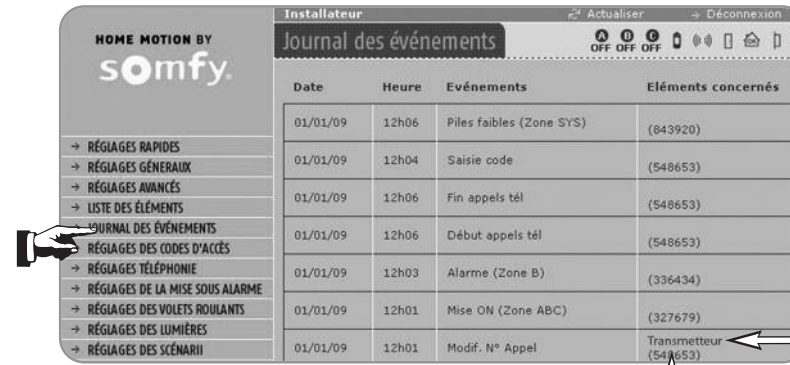 Installateur
Actualiser
→ Déconnexion
HOME MOTION BY
somfy.
Journal des événements
A B C
OFF OFF OFF
Date Heure Evénements Eléments concernés
01/01/09 12h06 Piles faibles (Zone SYS) (843920)
01/01/09 12h04 Saisie code (548653)
01/01/09 12h06 Fin appels tél (548653)
01/01/09 12h06 Début appels tél (548653)
01/01/09 12h03 Alarme (Zone B) (336434)
01/01/09 12h01 Mise ON (Zone ABC) (327679)
01/01/09 12h01 Modif. N° Appel Transmetteur
(548653)
→ RÉGLAGES RAPIDES
→ RÉGLAGES GÉNERAUX
→ RÉGLAGES AVANCÉS
→ LISTE DES ÉLÉMENTS
JOURNAL DES ÉVÉNEMENTS
RÉGLAGES DES CODES D'ACCÈS
→ RÉGLAGES TÉLÉPHONIE
→ RÉGLAGES DE LA MISE SOUS ALARME
→ RÉGLAGES DES VOLETS ROULANTS
→ RÉGLAGES DES LUMIÈRES
→ RÉGLAGES DES SCÉNARII